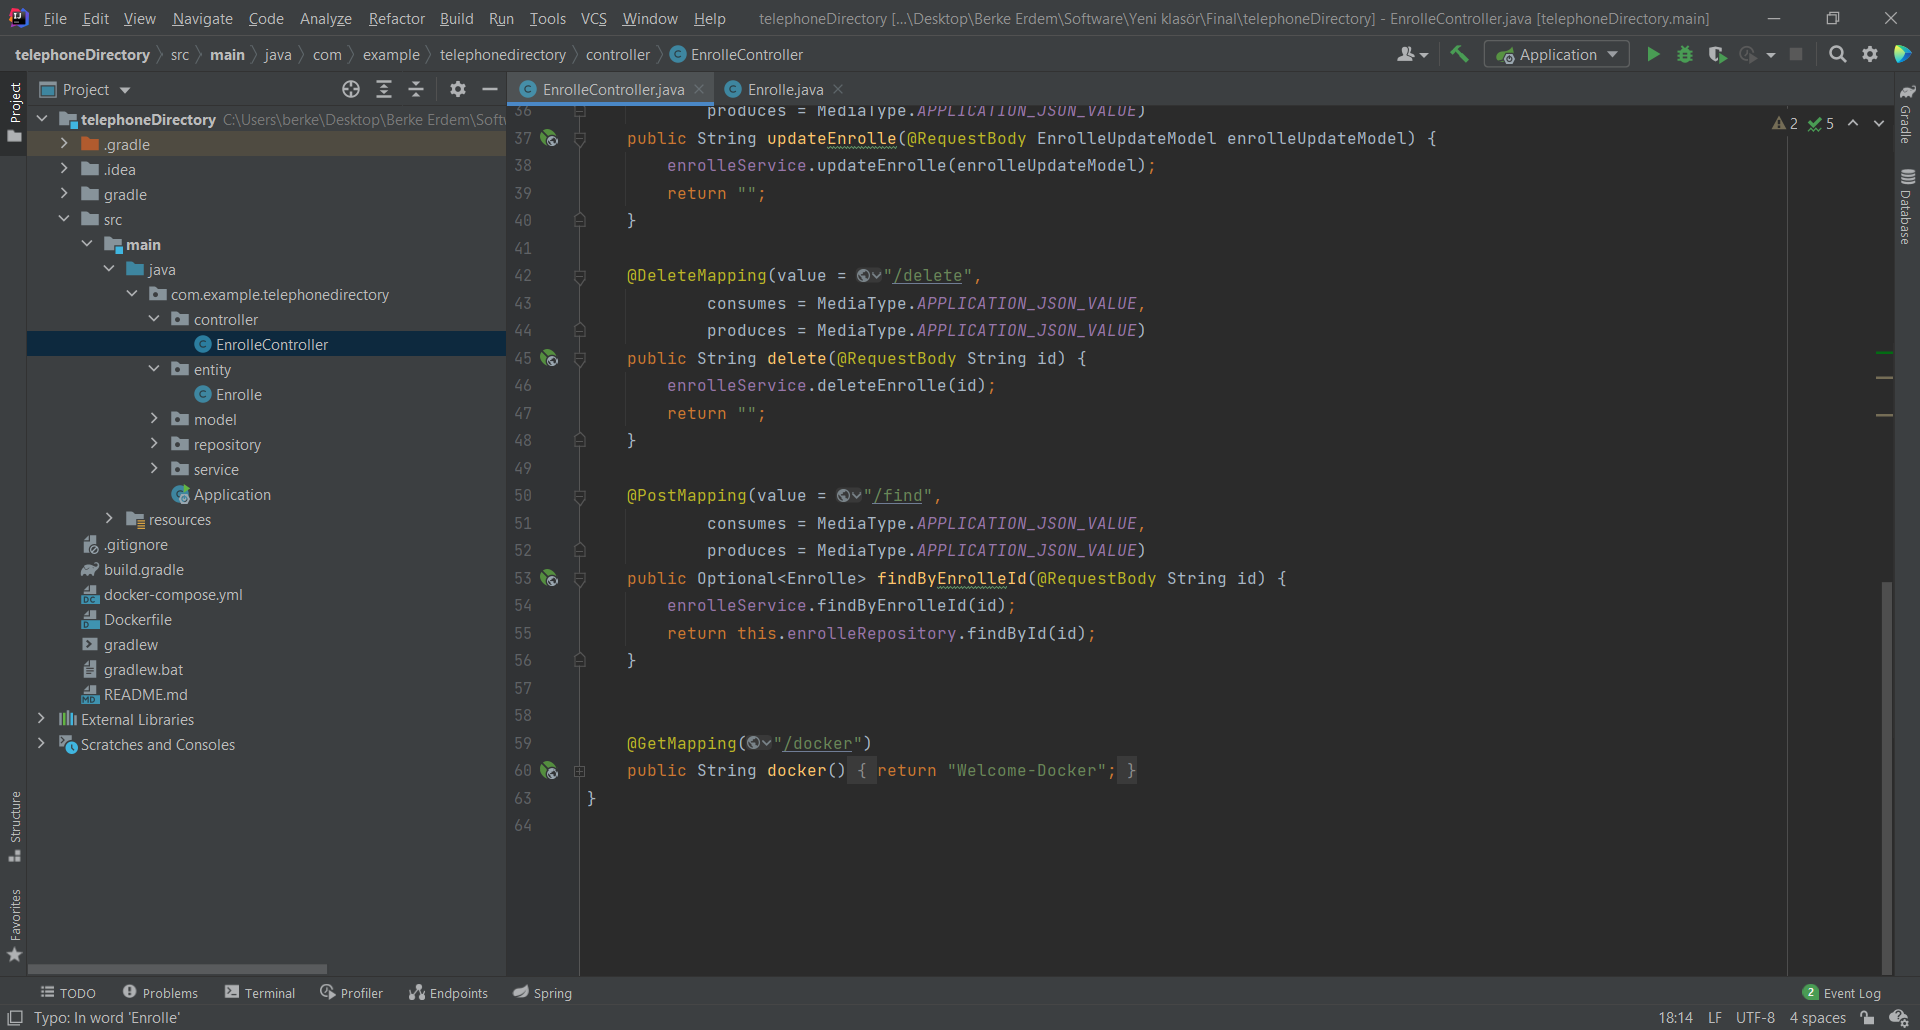 File Edit View Navigate Code Analyze Refactor Build Run Tools VCS Window Help telephoneDirectory [...\Desktop\Berke Erdem\Software\Yeni klasör\Final\telephoneDirectory] - EnrolleController.java [telephoneDirectory.main]
telephoneDirectory src main java com example telephonedirectory controller EnrolleController Application
Project
EnrolleController.java Enrolle.java
telephoneDirectory C:\Users\berke\Desktop\Berke Erdem\Soft
.gradle
.idea
gradle
src
main
java
com.example.telephonedirectory
controller
EnrolleController
entity
Enrolle
model
repository
service
Application
resources
.gitignore
build.gradle
docker-compose.yml
Dockerfile
gradlew
gradlew.bat
README.md
External Libraries
Scratches and Consoles
Project
Structure
Favorites
2 5
36 produces = MediaType.APPLICATION_JSON_VALUE)
37 public String updateEnrolle(@RequestBody EnrolleUpdateModel enrolleUpdateModel) {
38 enrolleService.updateEnrolle(enrolleUpdateModel);
39 return "";
40 }
41
42 @DeleteMapping(value = "/delete",
43 consumes = MediaType.APPLICATION_JSON_VALUE,
44 produces = MediaType.APPLICATION_JSON_VALUE)
45 public String delete(@RequestBody String id) {
46 enrolleService.deleteEnrolle(id);
47 return "";
48 }
49
50 @PostMapping(value = "/find",
51 consumes = MediaType.APPLICATION_JSON_VALUE,
52 produces = MediaType.APPLICATION_JSON_VALUE)
53 public Optional<Enrolle> findByEnrolleId(@RequestBody String id) {
54 enrolleService.findByEnrolleId(id);
55 return this.enrolleRepository.findById(id);
56 }
57
58
59 @GetMapping("/docker")
60 public String docker() { return "Welcome-Docker"; }
63 }
64
Gradle
Database
TODO Problems Terminal Profiler Endpoints Spring 2 Event Log
Typo: In word 'Enrolle' 18:14 LF UTF-8 4 spaces